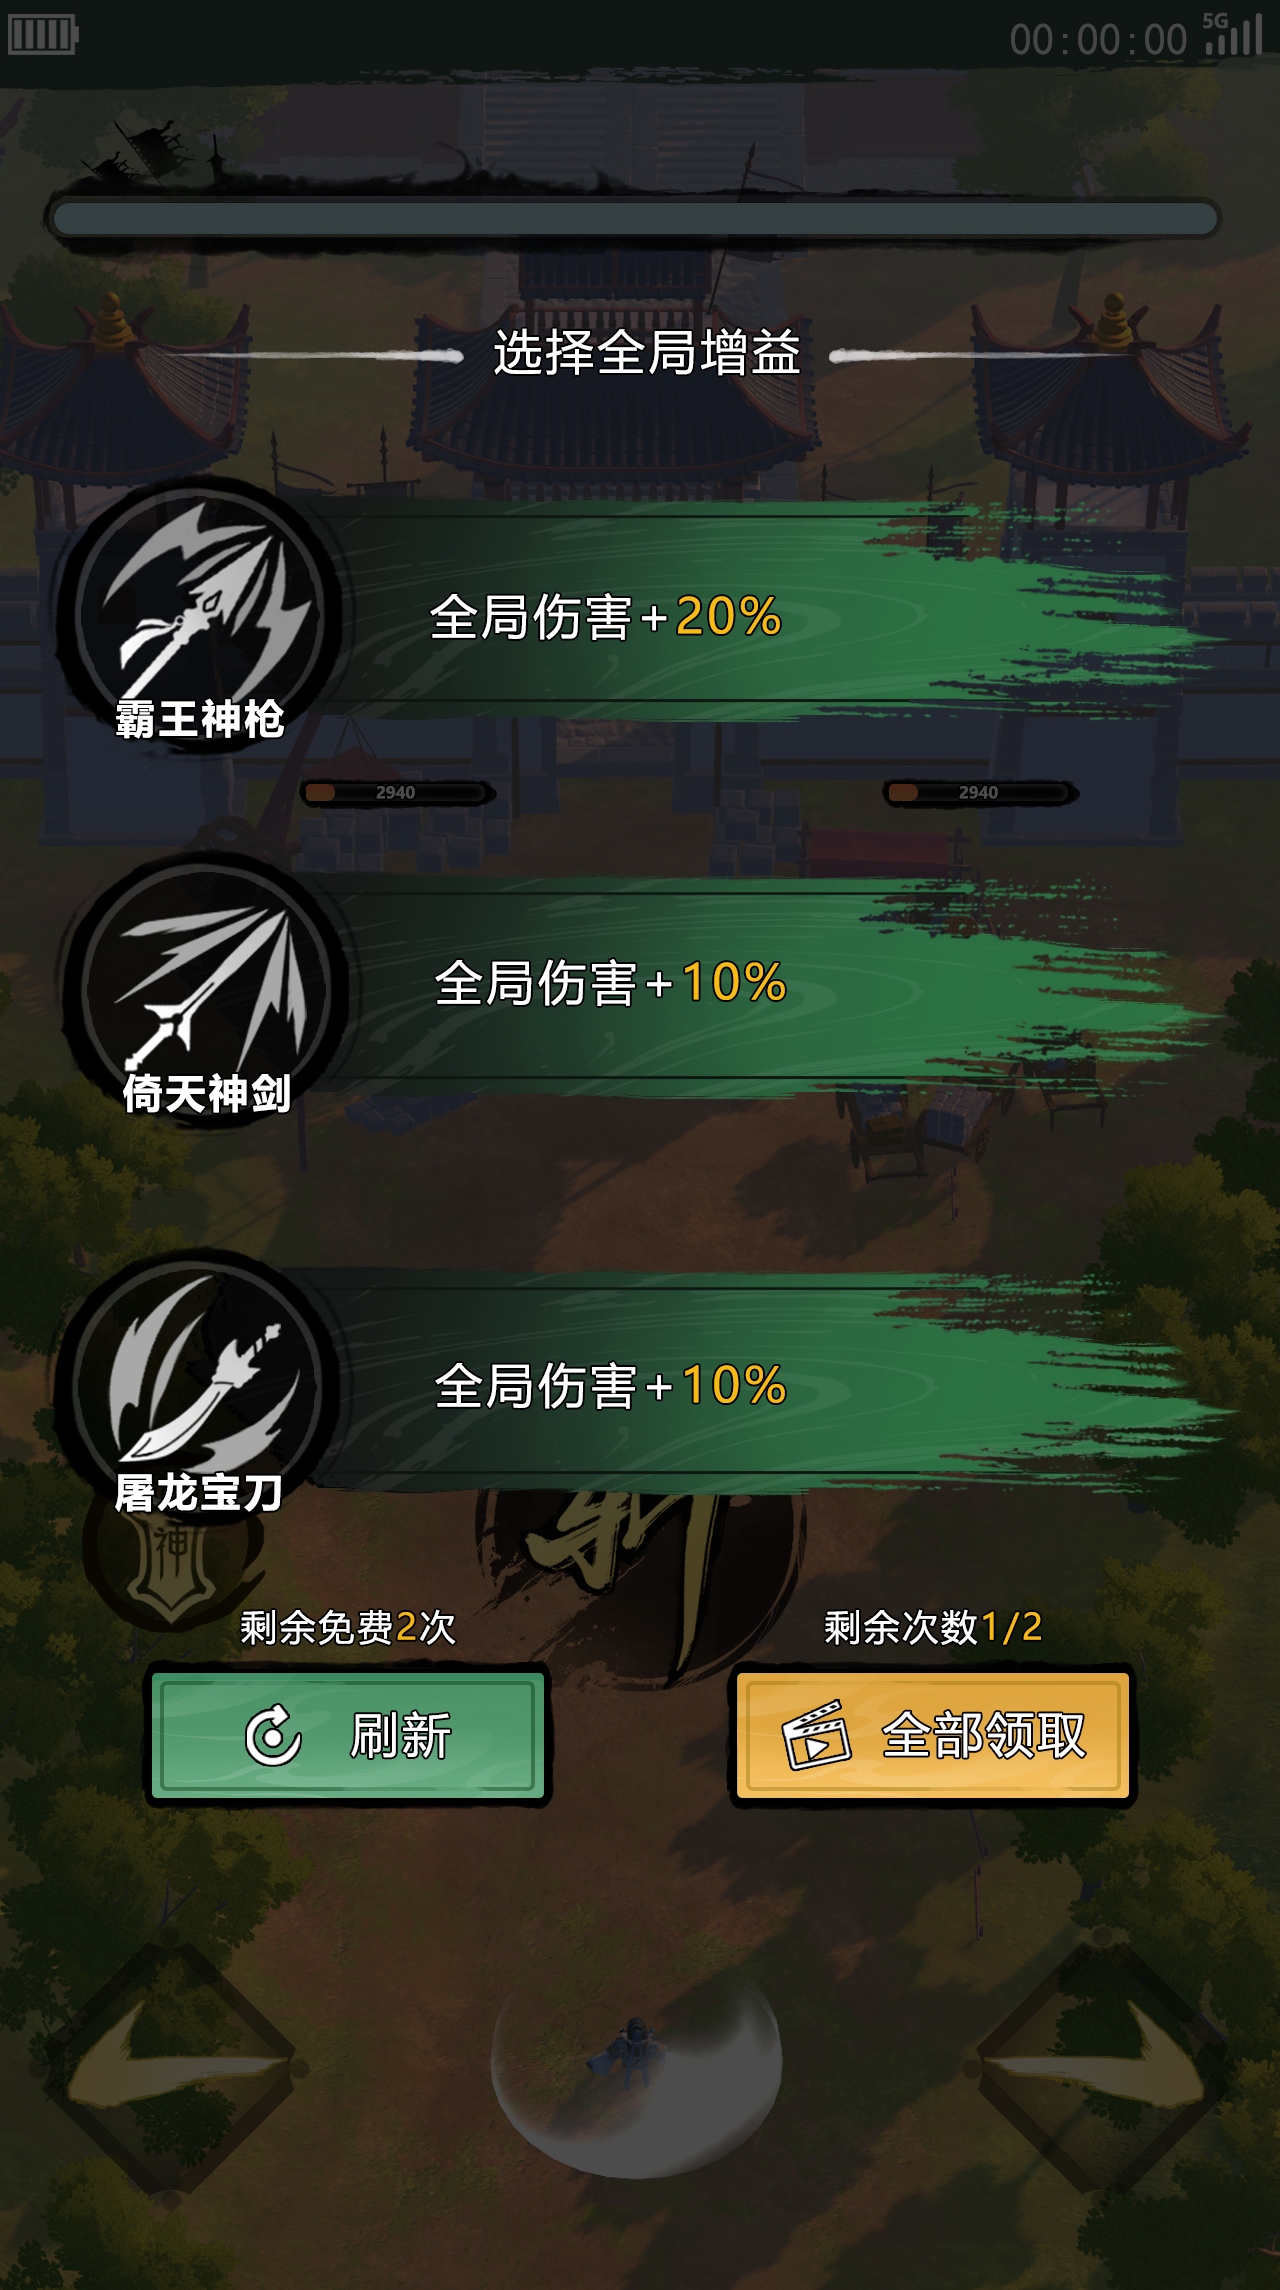 00:00:00 5G
选择全局增益
全局伤害+20%
霸王神枪
2940 2940
全局伤害+10%
倚天神剑
全局伤害+10%
屠龙宝刀
斩
神
剩余免费2次 剩余次数1/2
刷新 全部领取